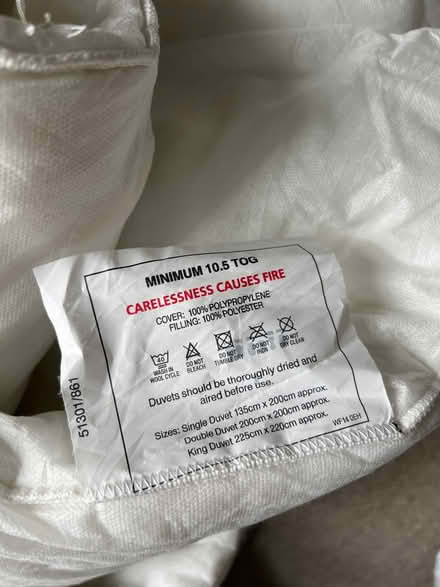 MINIMUM 10.5 TOG
CARELESSNESS CAUSES FIRE
COVER: 100% POLYPROPYLENE
FILLING: 100% POLYESTER
40
WASH IN WOOL CYCLE
DO NOT BLEACH
DO NOT TUMBLE DRY
DO NOT IRON
DO NOT DRY CLEAN
Duvets should be thoroughly dried and
aired before use.
Sizes: Single Duvet 135cm x 200cm approx.
Double Duvet 200cm x 200cm approx.
King Duvet 225cm x 220cm approx.
WF14 0EH
51301/861